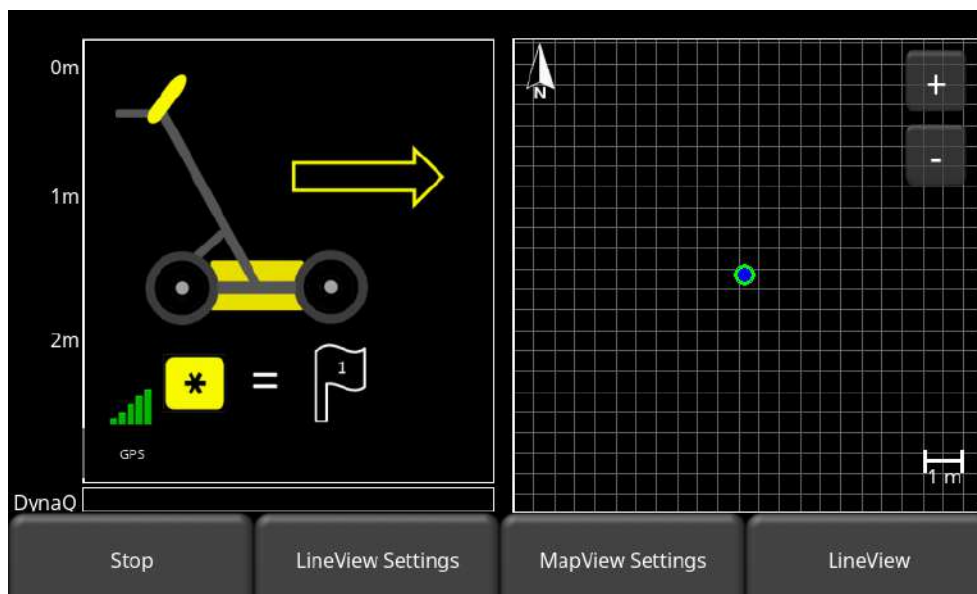 0m
1m
2m
* = 1
GPS
DynaQ
N
+
-
1 m
Stop
LineView Settings
MapView Settings
LineView